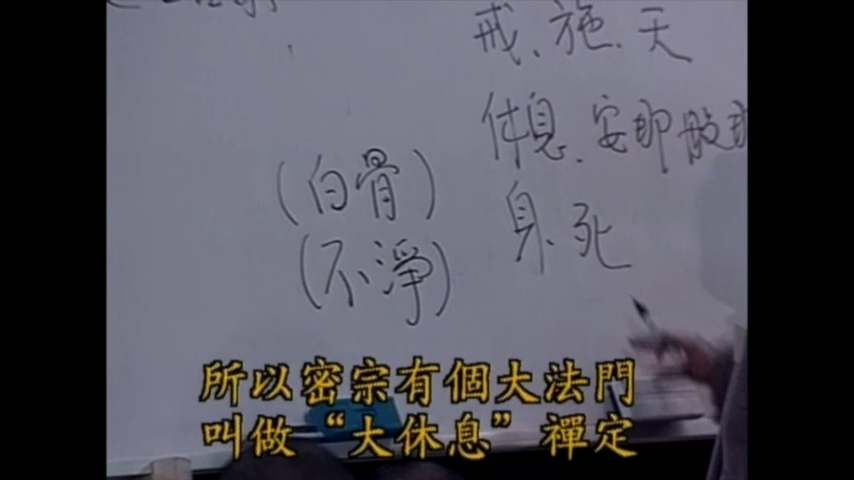 戒、施、天
休息、安那般那
身、死
(白骨)
(不淨)
所以密宗有個大法門
叫做“大休息”禪定